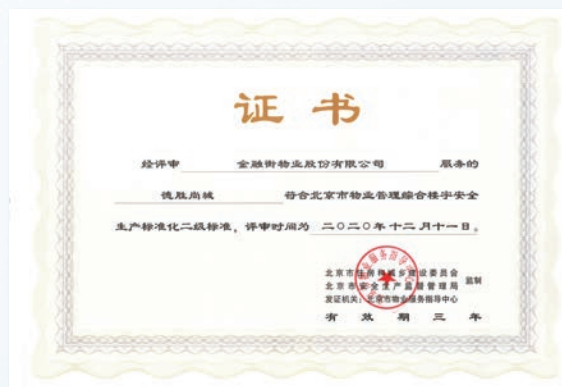 证书
经评审 金融街物业股份有限公司 服务的
德胜尚城 符合北京市物业管理综合楼宇安全
生产标准化二级标准，评审时间为 二〇二〇年十二月十一日。
北京市住房和城乡建设委员会
北京市安全生产监督管理局 监制
发证机关：北京市物业服务指导中心
有效期三年